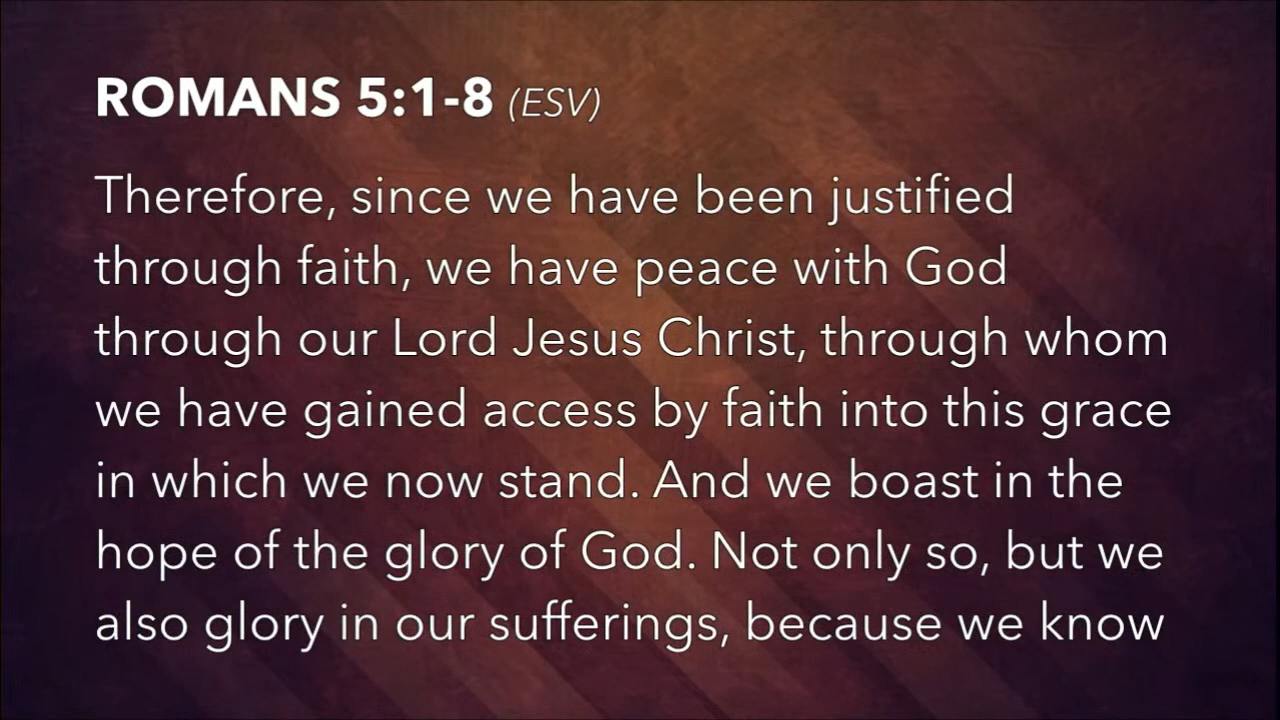 ROMANS 5:1-8 (ESV)
Therefore, since we have been justified
through faith, we have peace with God
through our Lord Jesus Christ, through whom
we have gained access by faith into this grace
in which we now stand. And we boast in the
hope of the glory of God. Not only so, but we
also glory in our sufferings, because we know